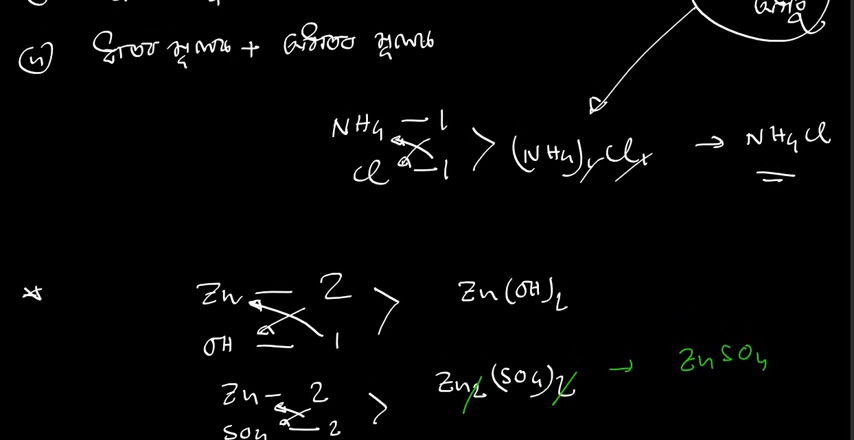 (ii) যৌগিক মূলক + যৌগিক মূলক
NH4 — 1
Cl — 1 > (NH4)1Cl1 → NH4Cl
* Zn — 2
OH — 1 > Zn(OH)2
Zn — 2
SO4 — 2 > Zn2(SO4)2 → ZnSO4